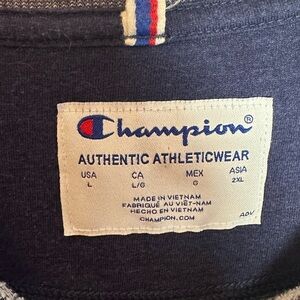 Champion®
AUTHENTIC ATHLETICWEAR
USA CA MEX ASIA
L L/G G 2XL
MADE IN VIETNAM
FABRIQUÉ AU VIÊT-NAM
HECHO EN VIETNAM
CHAMPION.COM
ADV